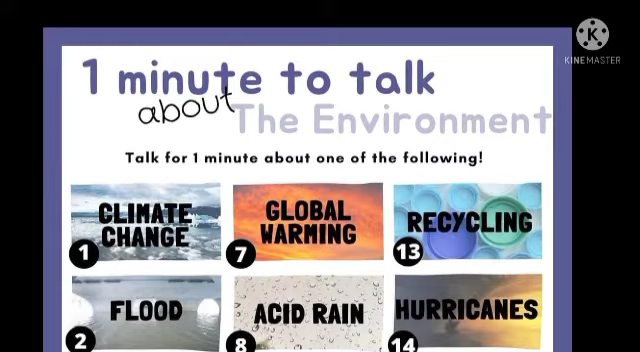 K
KINEMASTER
1 minute to talk
about
The Environment
Talk for 1 minute about one of the following!
CLIMATE
CHANGE
1
GLOBAL
WARMING
7
RECYCLING
13
FLOOD
2
ACID RAIN
8
HURRICANES
14